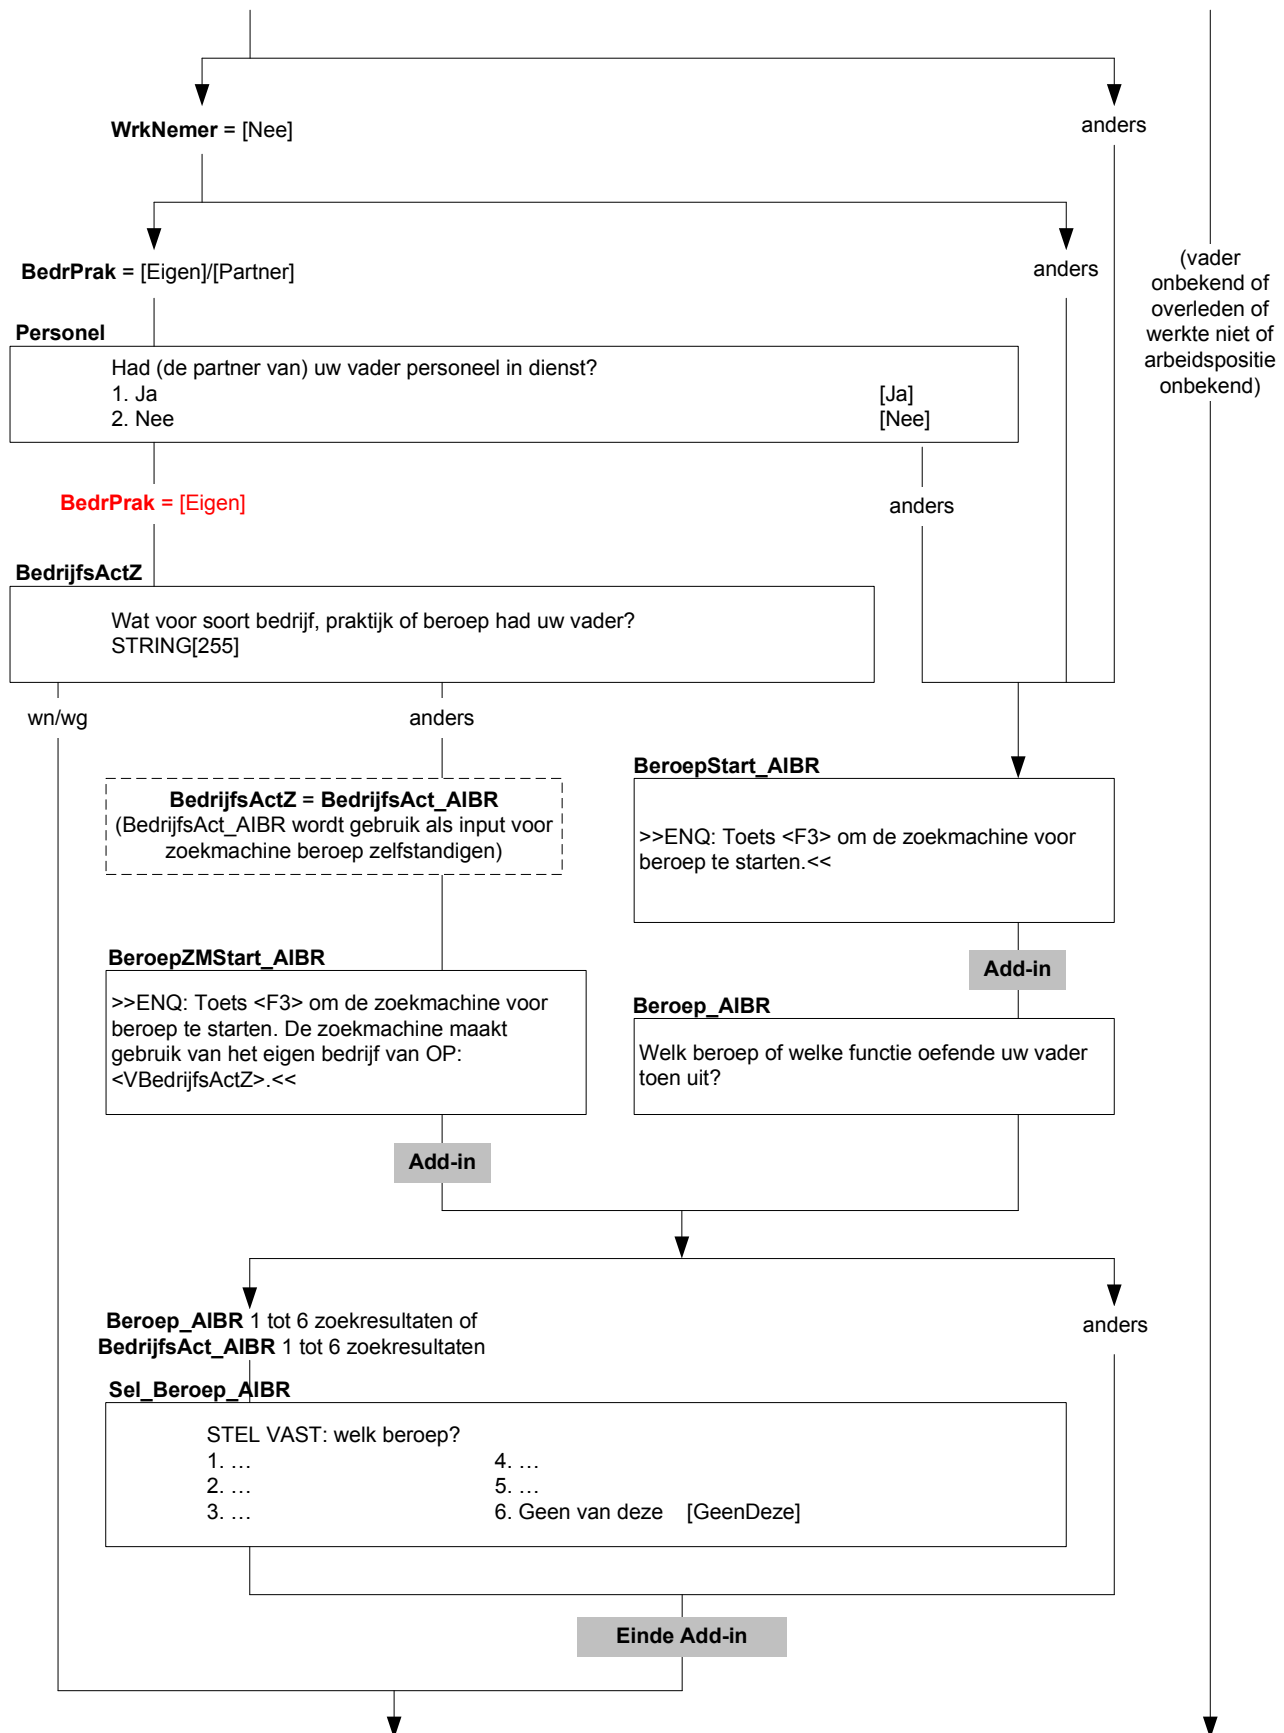 WrkNemer = [Nee]
anders
BedrPrak = [Eigen]/[Partner]
anders
(vader
onbekend of
overleden of
werkte niet of
arbeidspositie
onbekend)
Personel
Had (de partner van) uw vader personeel in dienst?
1. Ja [Ja]
2. Nee [Nee]
BedrPrak = [Eigen]
anders
BedrijfsActZ
Wat voor soort bedrijf, praktijk of beroep had uw vader?
STRING[255]
wn/wg
anders
BedrijfsActZ = BedrijfsAct_AIBR
(BedrijfsAct_AIBR wordt gebruik als input voor
zoekmachine beroep zelfstandigen)
BeroepStart_AIBR
>>ENQ: Toets <F3> om de zoekmachine voor
beroep te starten.<<
Add-in
BeroepZMStart_AIBR
>>ENQ: Toets <F3> om de zoekmachine voor
beroep te starten. De zoekmachine maakt
gebruik van het eigen bedrijf van OP:
<VBedrijfsActZ>.<<
Beroep_AIBR
Welk beroep of welke functie oefende uw vader
toen uit?
Add-in
Beroep_AIBR 1 tot 6 zoekresultaten of
BedrijfsAct_AIBR 1 tot 6 zoekresultaten
anders
Sel_Beroep_AIBR
STEL VAST: welk beroep?
1. … 4. …
2. … 5. …
3. … 6. Geen van deze [GeenDeze]
Einde Add-in